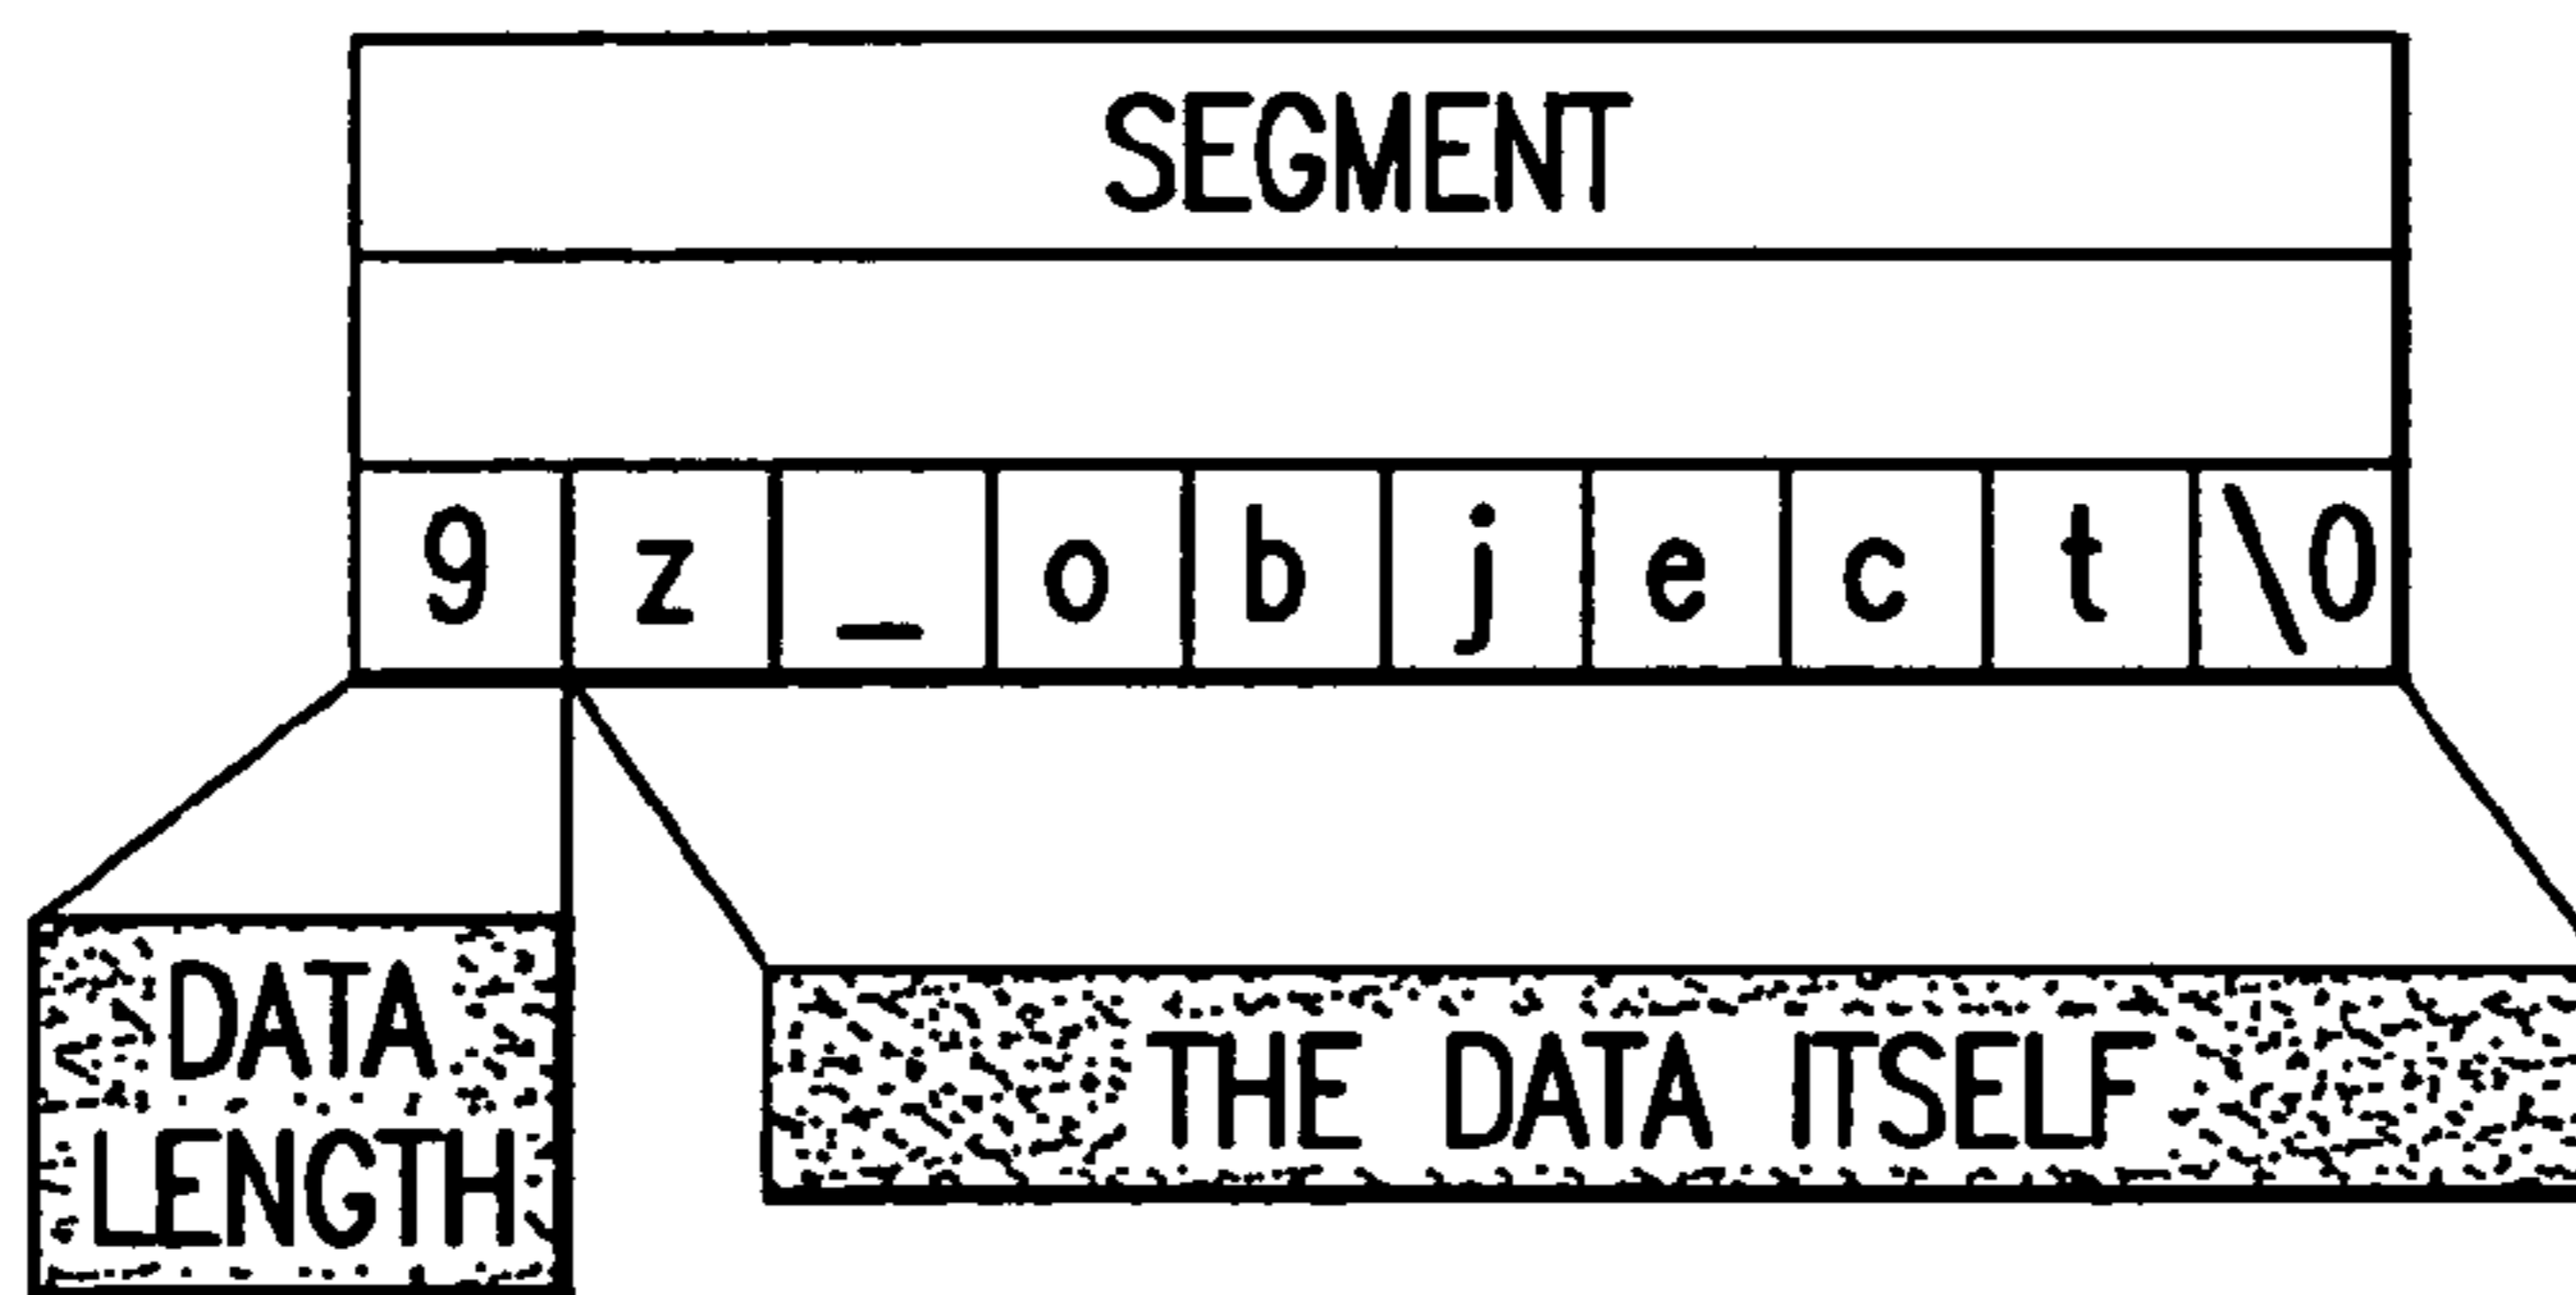 SEGMENT
9 z _ o b j e c t \0
DATA
LENGTH
THE DATA ITSELF